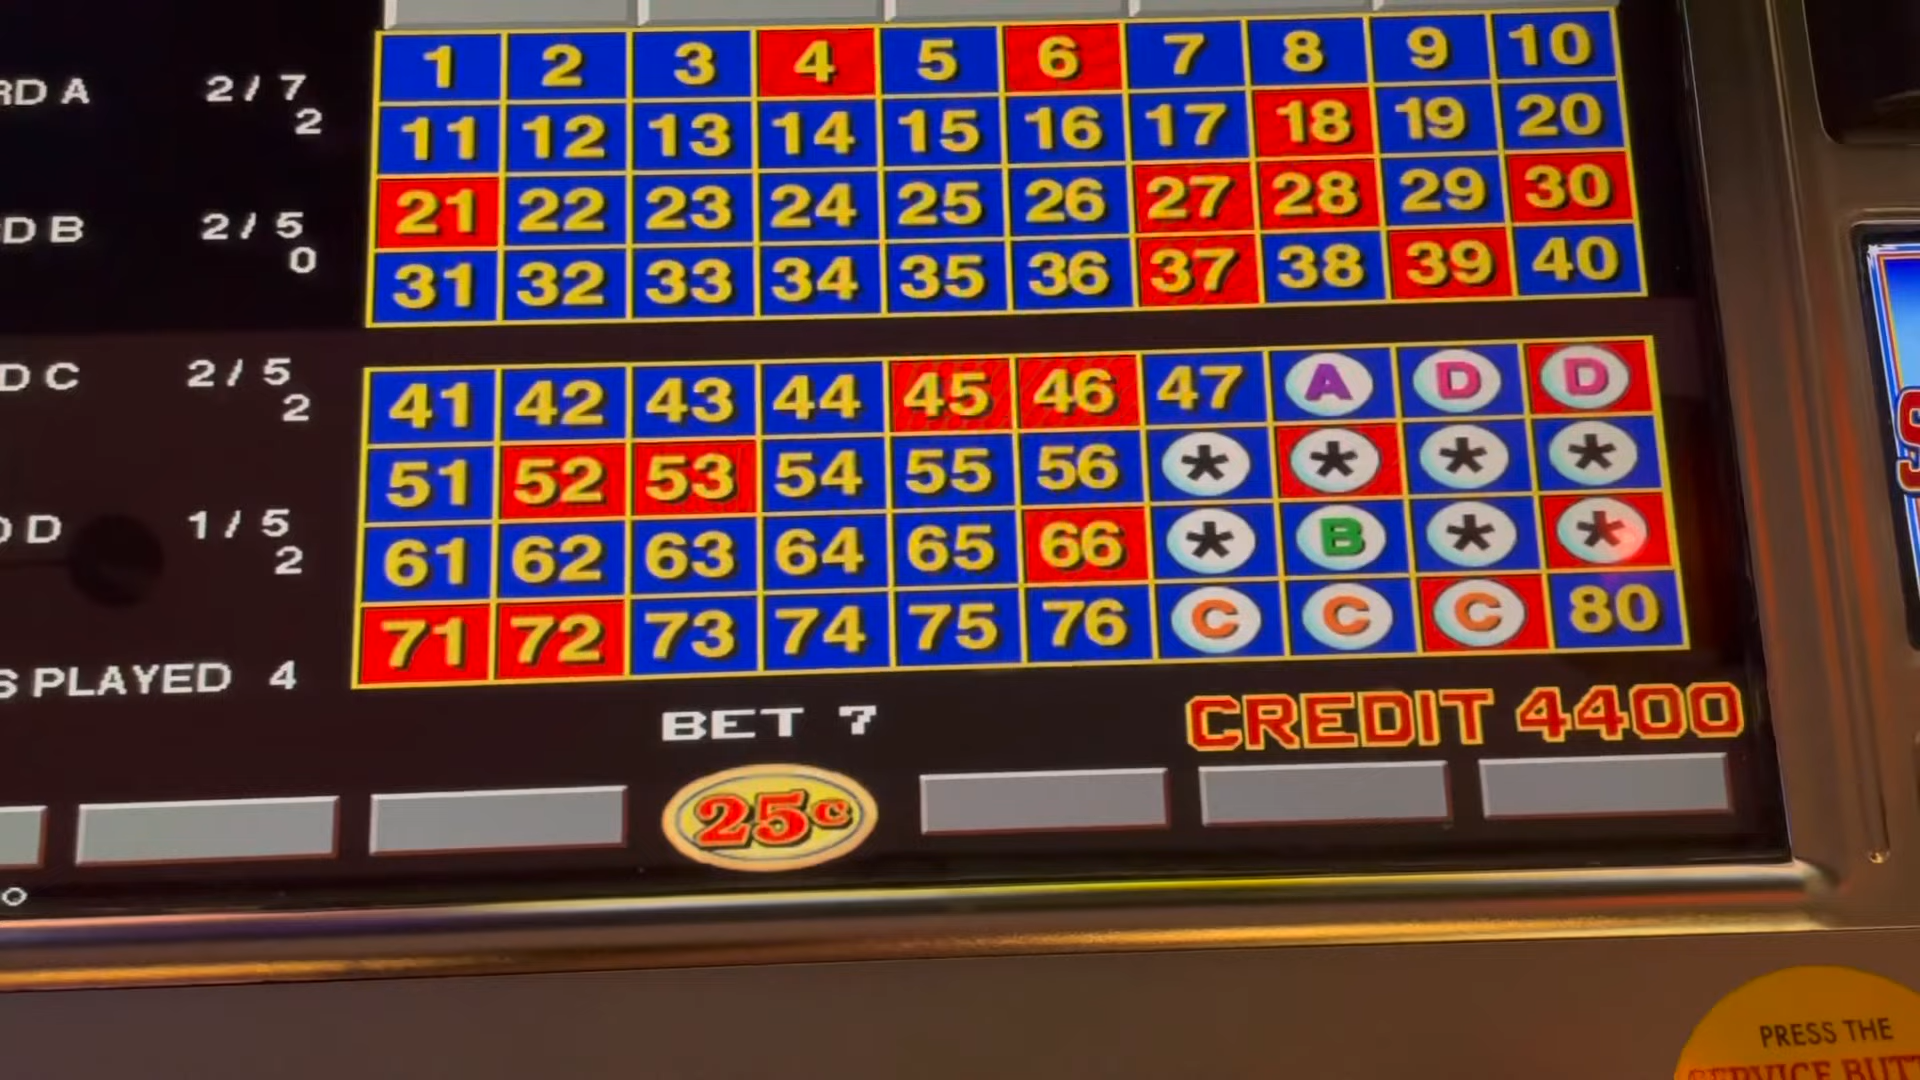 RD A 2/7
2
D B 2/5
0
D C 2/5
2
D D 1/5
2
S PLAYED 4
1 2 3 4 5 6 7 8 9 10
11 12 13 14 15 16 17 18 19 20
21 22 23 24 25 26 27 28 29 30
31 32 33 34 35 36 37 38 39 40
41 42 43 44 45 46 47 A D D
51 52 53 54 55 56 * * * *
61 62 63 64 65 66 * B * *
71 72 73 74 75 76 C C C 80
BET 7
CREDIT 4400
25¢
PRESS THE
SERVICE BUTT